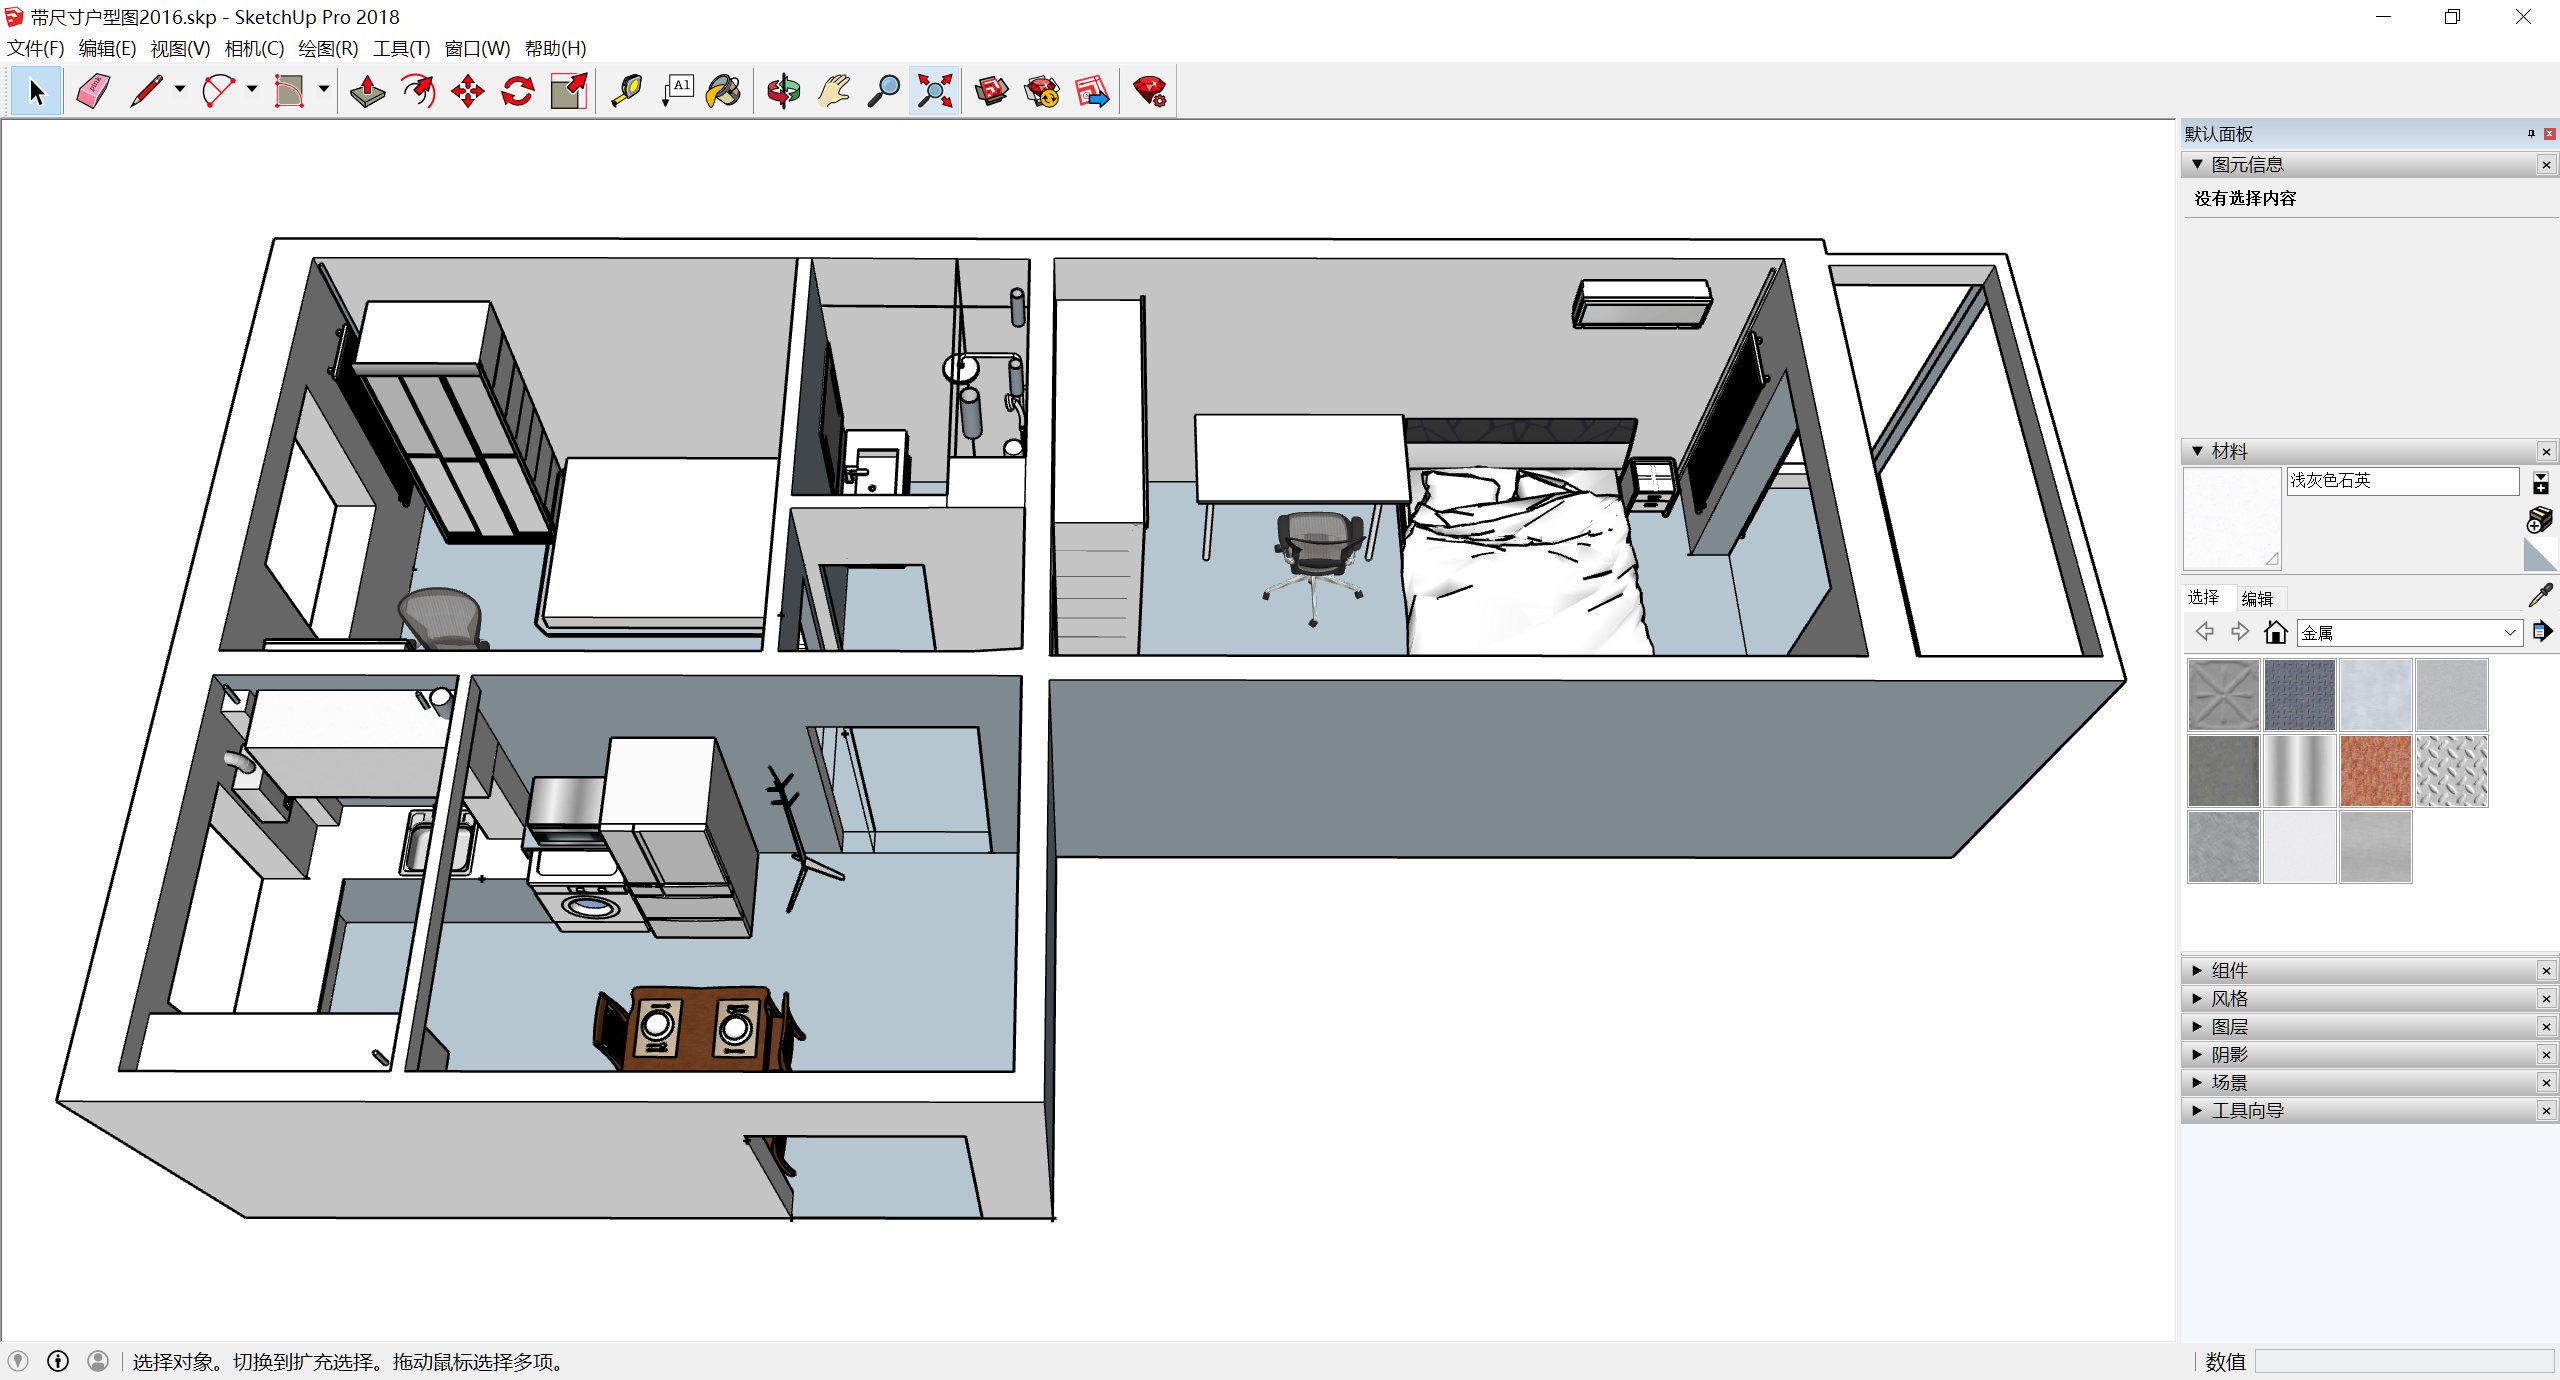 带尺寸户型图2016.skp - SketchUp Pro 2018
文件(F) 编辑(E) 视图(V) 相机(C) 绘图(R) 工具(T) 窗口(W) 帮助(H)
A1
默认面板
图元信息
没有选择内容
材料
浅灰色石英
选择 编辑
金属
组件
风格
图层
阴影
场景
工具向导
选择对象。切换到扩充选择。拖动鼠标选择多项。
数值